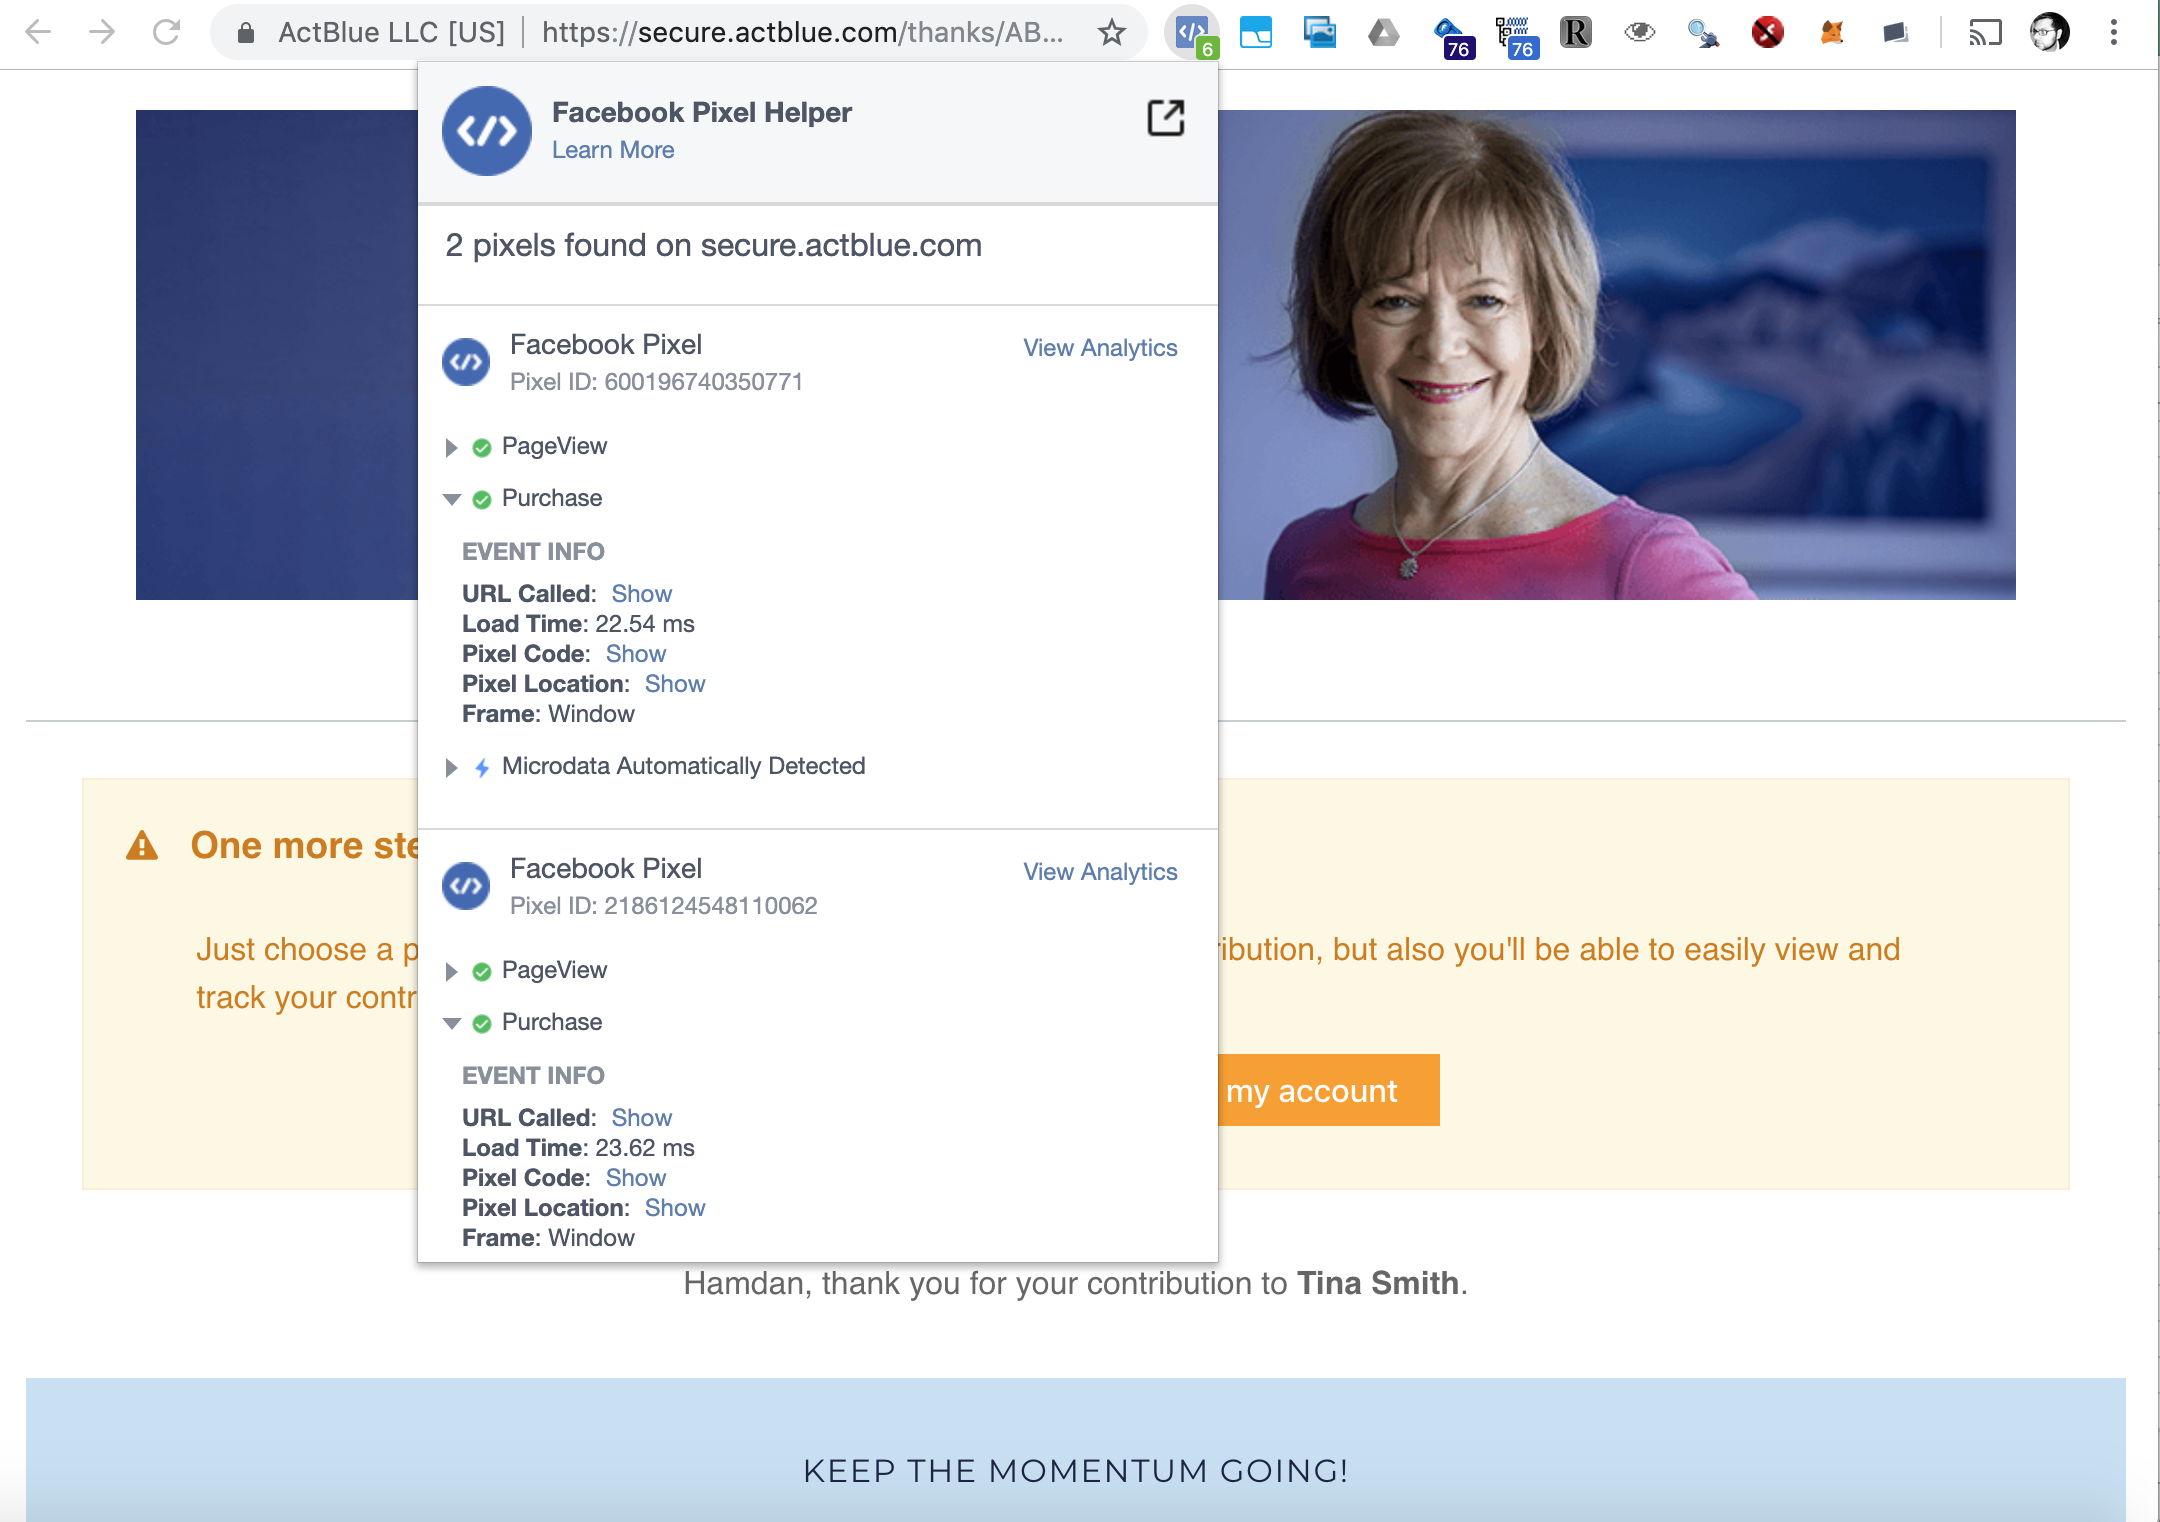 ActBlue LLC [US] | https://secure.actblue.com/thanks/AB...
6
76
76
R
Facebook Pixel Helper
Learn More
2 pixels found on secure.actblue.com
Facebook Pixel
View Analytics
Pixel ID: 600196740350771
PageView
Purchase
EVENT INFO
URL Called: Show
Load Time: 22.54 ms
Pixel Code: Show
Pixel Location: Show
Frame: Window
Microdata Automatically Detected
Facebook Pixel
View Analytics
Pixel ID: 2186124548110062
PageView
Purchase
EVENT INFO
URL Called: Show
Load Time: 23.62 ms
Pixel Code: Show
Pixel Location: Show
Frame: Window
One more ste
Just choose a p ribution, but also you'll be able to easily view and
track your contr
my account
Hamdan, thank you for your contribution to Tina Smith.
KEEP THE MOMENTUM GOING!